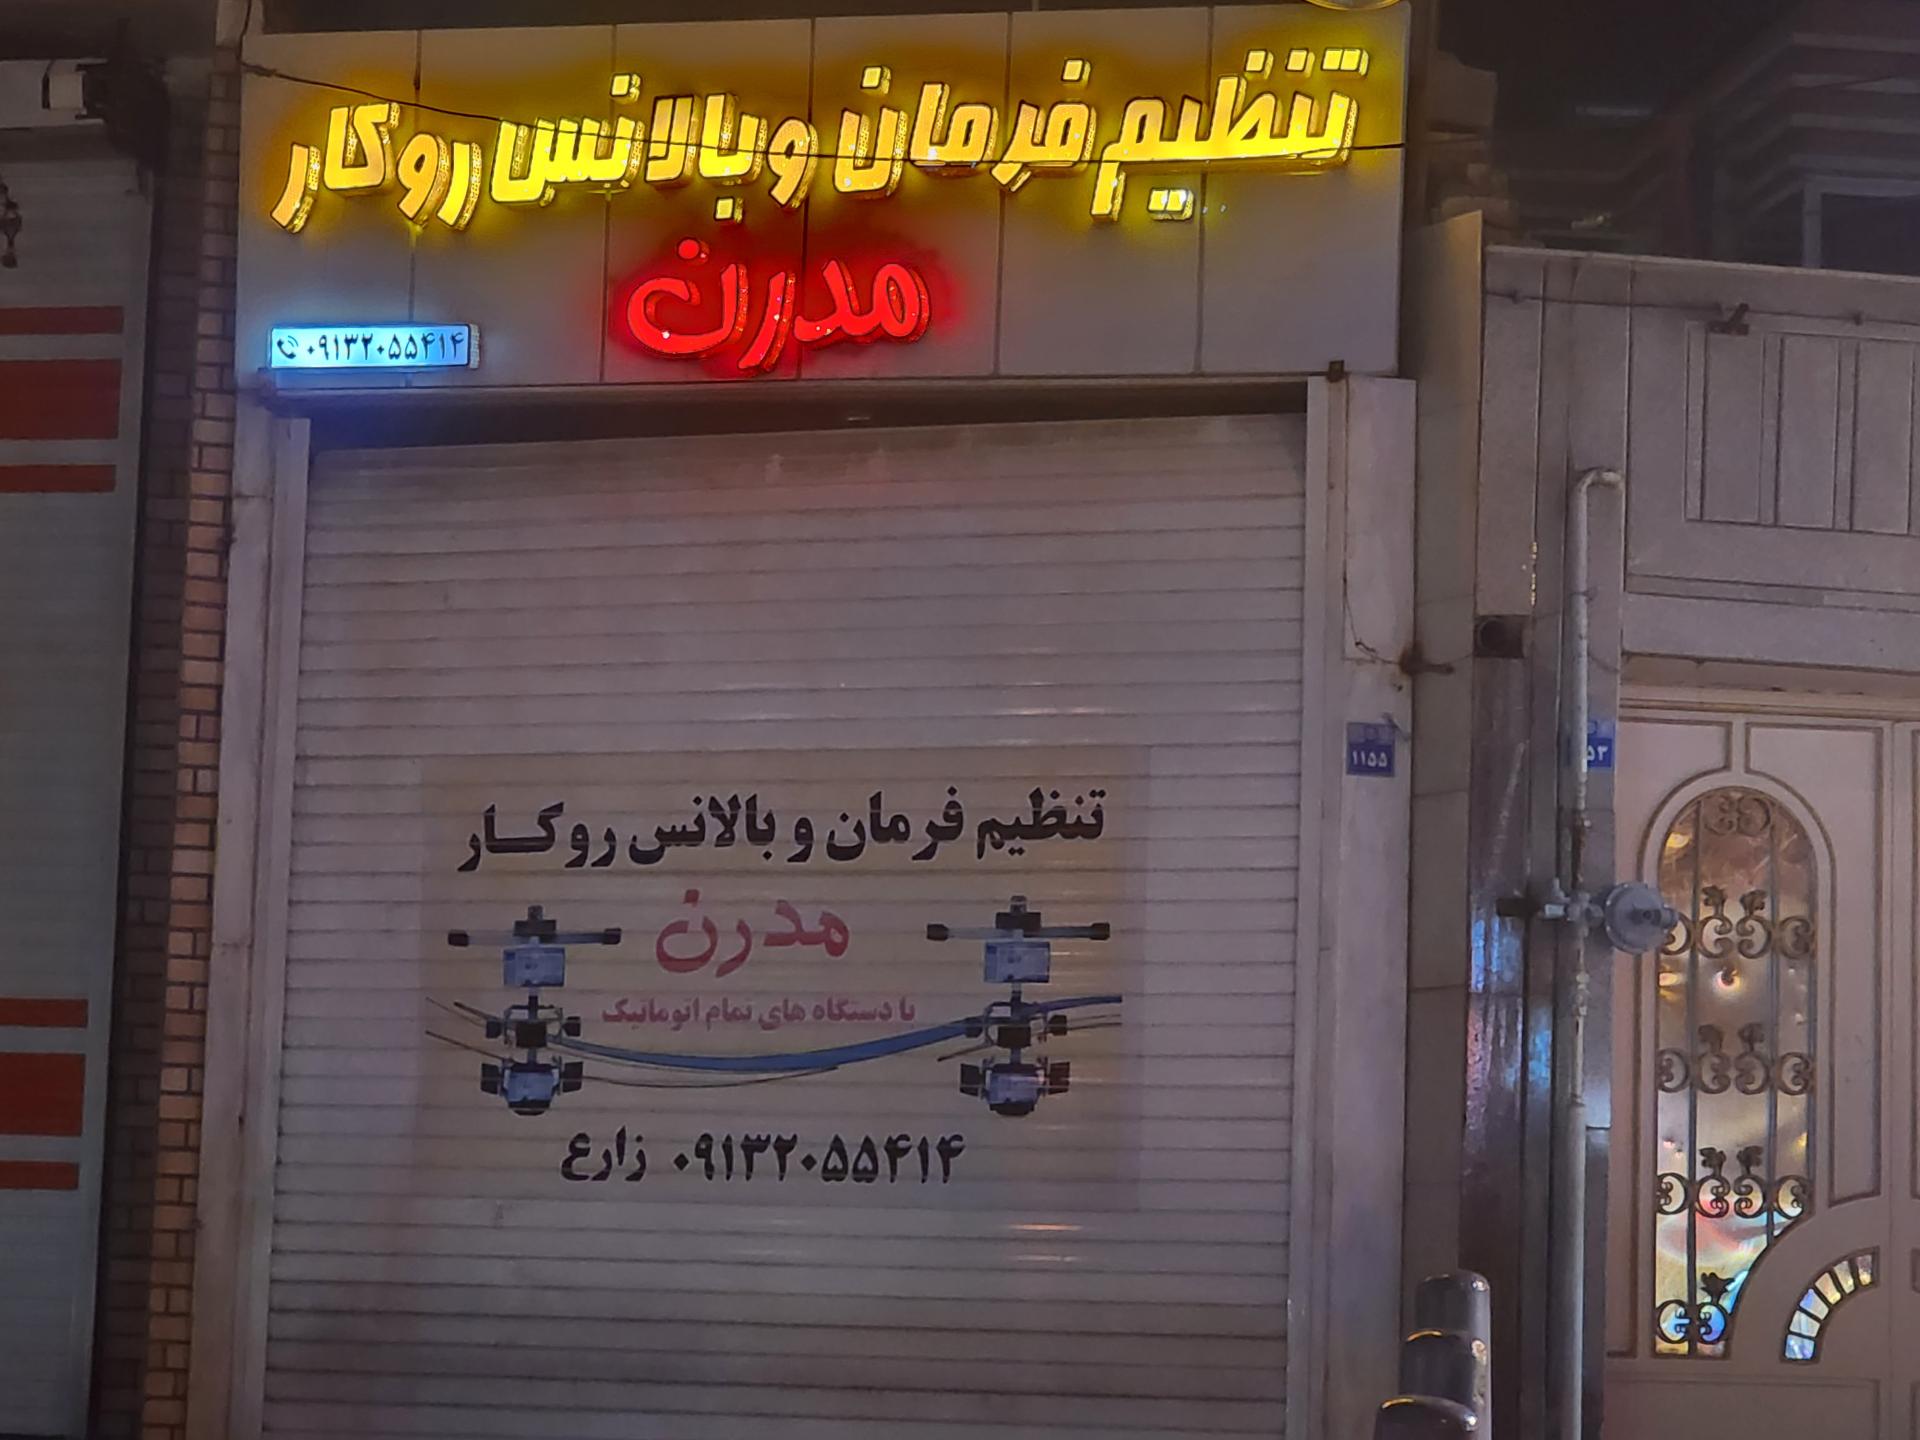 تنظیم فرمان و بالانس روکار
مدرن
۰۹۱۳۲۰۵۵۴۱۴
۱۱۵۵
۵۳
تنظیم فرمان و بالانس روکار
مدرن
با دستگاه های تمام اتوماتیک
۰۹۱۳۲۰۵۵۴۱۴ زارع